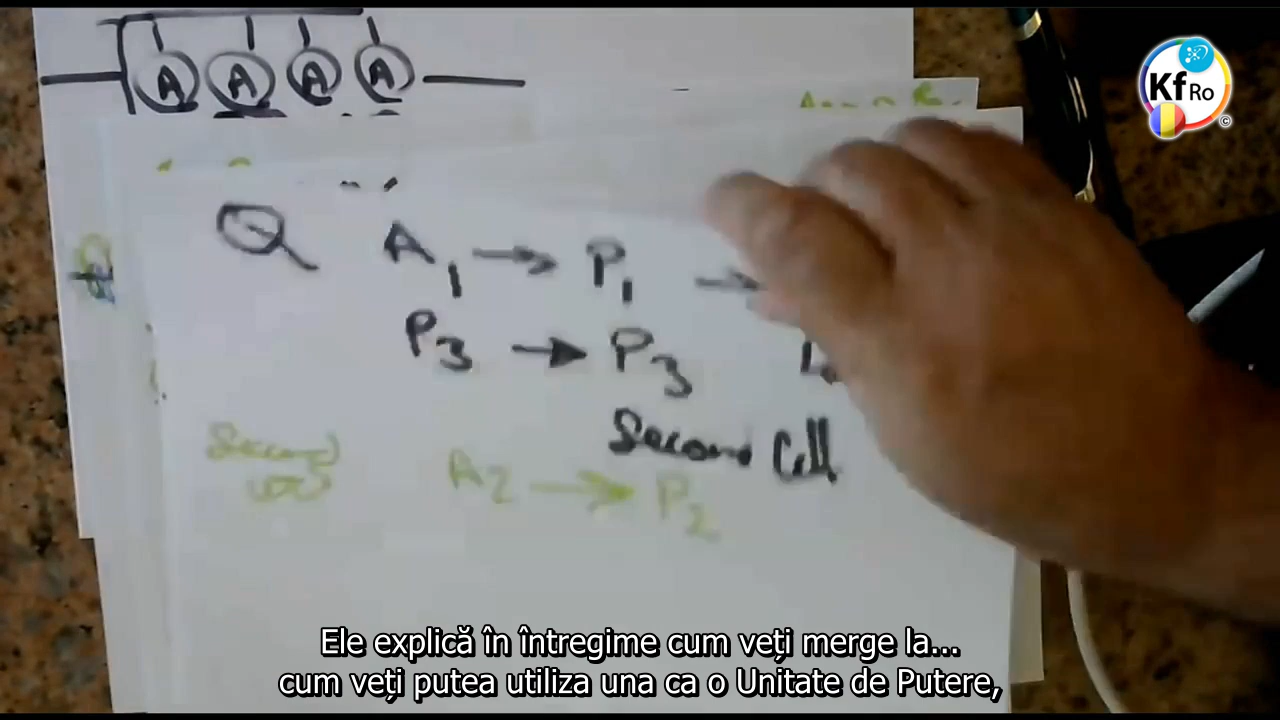 A A A A
Kf Ro
A1 → P1 →
P3 → P3
Second Cell
Second
A2 → P2
Ele explică în întregime cum veți merge la...
cum veți putea utiliza una ca o Unitate de Putere,